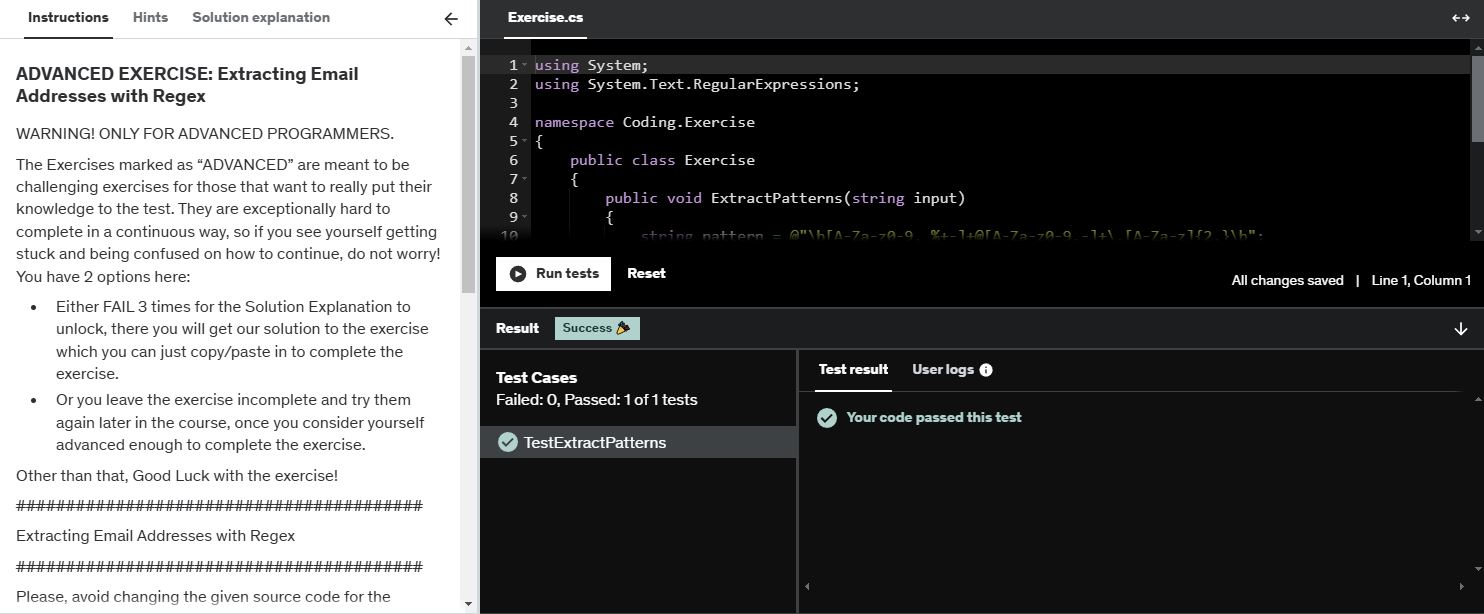 Instructions Hints Solution explanation
ADVANCED EXERCISE: Extracting Email
Addresses with Regex
WARNING! ONLY FOR ADVANCED PROGRAMMERS.
The Exercises marked as “ADVANCED” are meant to be
challenging exercises for those that want to really put their
knowledge to the test. They are exceptionally hard to
complete in a continuous way, so if you see yourself getting
stuck and being confused on how to continue, do not worry!
You have 2 options here:
• Either FAIL 3 times for the Solution Explanation to
unlock, there you will get our solution to the exercise
which you can just copy/paste in to complete the
exercise.
• Or you leave the exercise incomplete and try them
again later in the course, once you consider yourself
advanced enough to complete the exercise.
Other than that, Good Luck with the exercise!
#########################################
Extracting Email Addresses with Regex
#########################################
Please, avoid changing the given source code for the
Exercise.cs
1 using System;
2 using System.Text.RegularExpressions;
3
4 namespace Coding.Exercise
5 {
6 public class Exercise
7 {
8 public void ExtractPatterns(string input)
9 {
10 string pattern = @"\b[A-Za-z0-9._%+-]+@[A-Za-z0-9.-]+\.[A-Za-z]{2,}\b";
Run tests Reset
All changes saved | Line 1, Column 1
Result Success
Test Cases
Failed: 0, Passed: 1 of 1 tests
TestExtractPatterns
Test result User logs
Your code passed this test